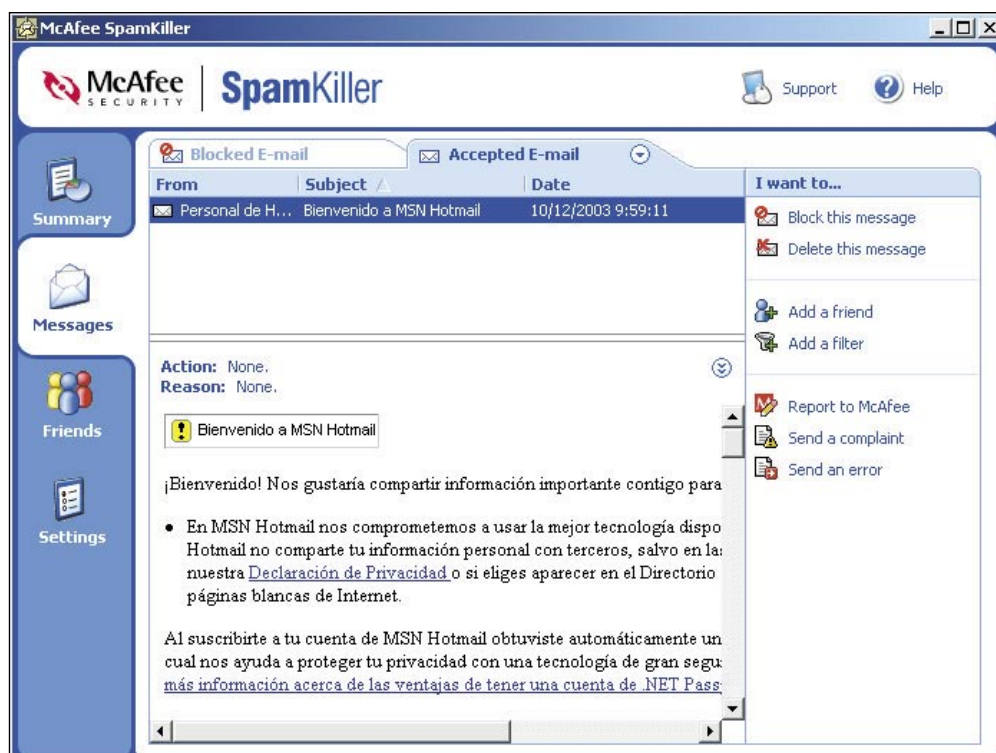 McAfee SpamKiller
McAfee
SECURITY
SpamKiller
Support
Help
Summary
Messages
Friends
Settings
Blocked E-mail
Accepted E-mail
From Subject Date
Personal de H... Bienvenido a MSN Hotmail 10/12/2003 9:59:11
Action: None.
Reason: None.
Bienvenido a MSN Hotmail
¡Bienvenido! Nos gustaría compartir información importante contigo para
• En MSN Hotmail nos comprometemos a usar la mejor tecnología dispo
Hotmail no comparte tu información personal con terceros, salvo en las
nuestra Declaración de Privacidad o si eliges aparecer en el Directorio
páginas blancas de Internet.
Al suscribirte a tu cuenta de MSN Hotmail obtuviste automáticamente un
cual nos ayuda a proteger tu privacidad con una tecnología de gran segu
más información acerca de las ventajas de tener una cuenta de .NET Pass
I want to...
Block this message
Delete this message
Add a friend
Add a filter
Report to McAfee
Send a complaint
Send an error